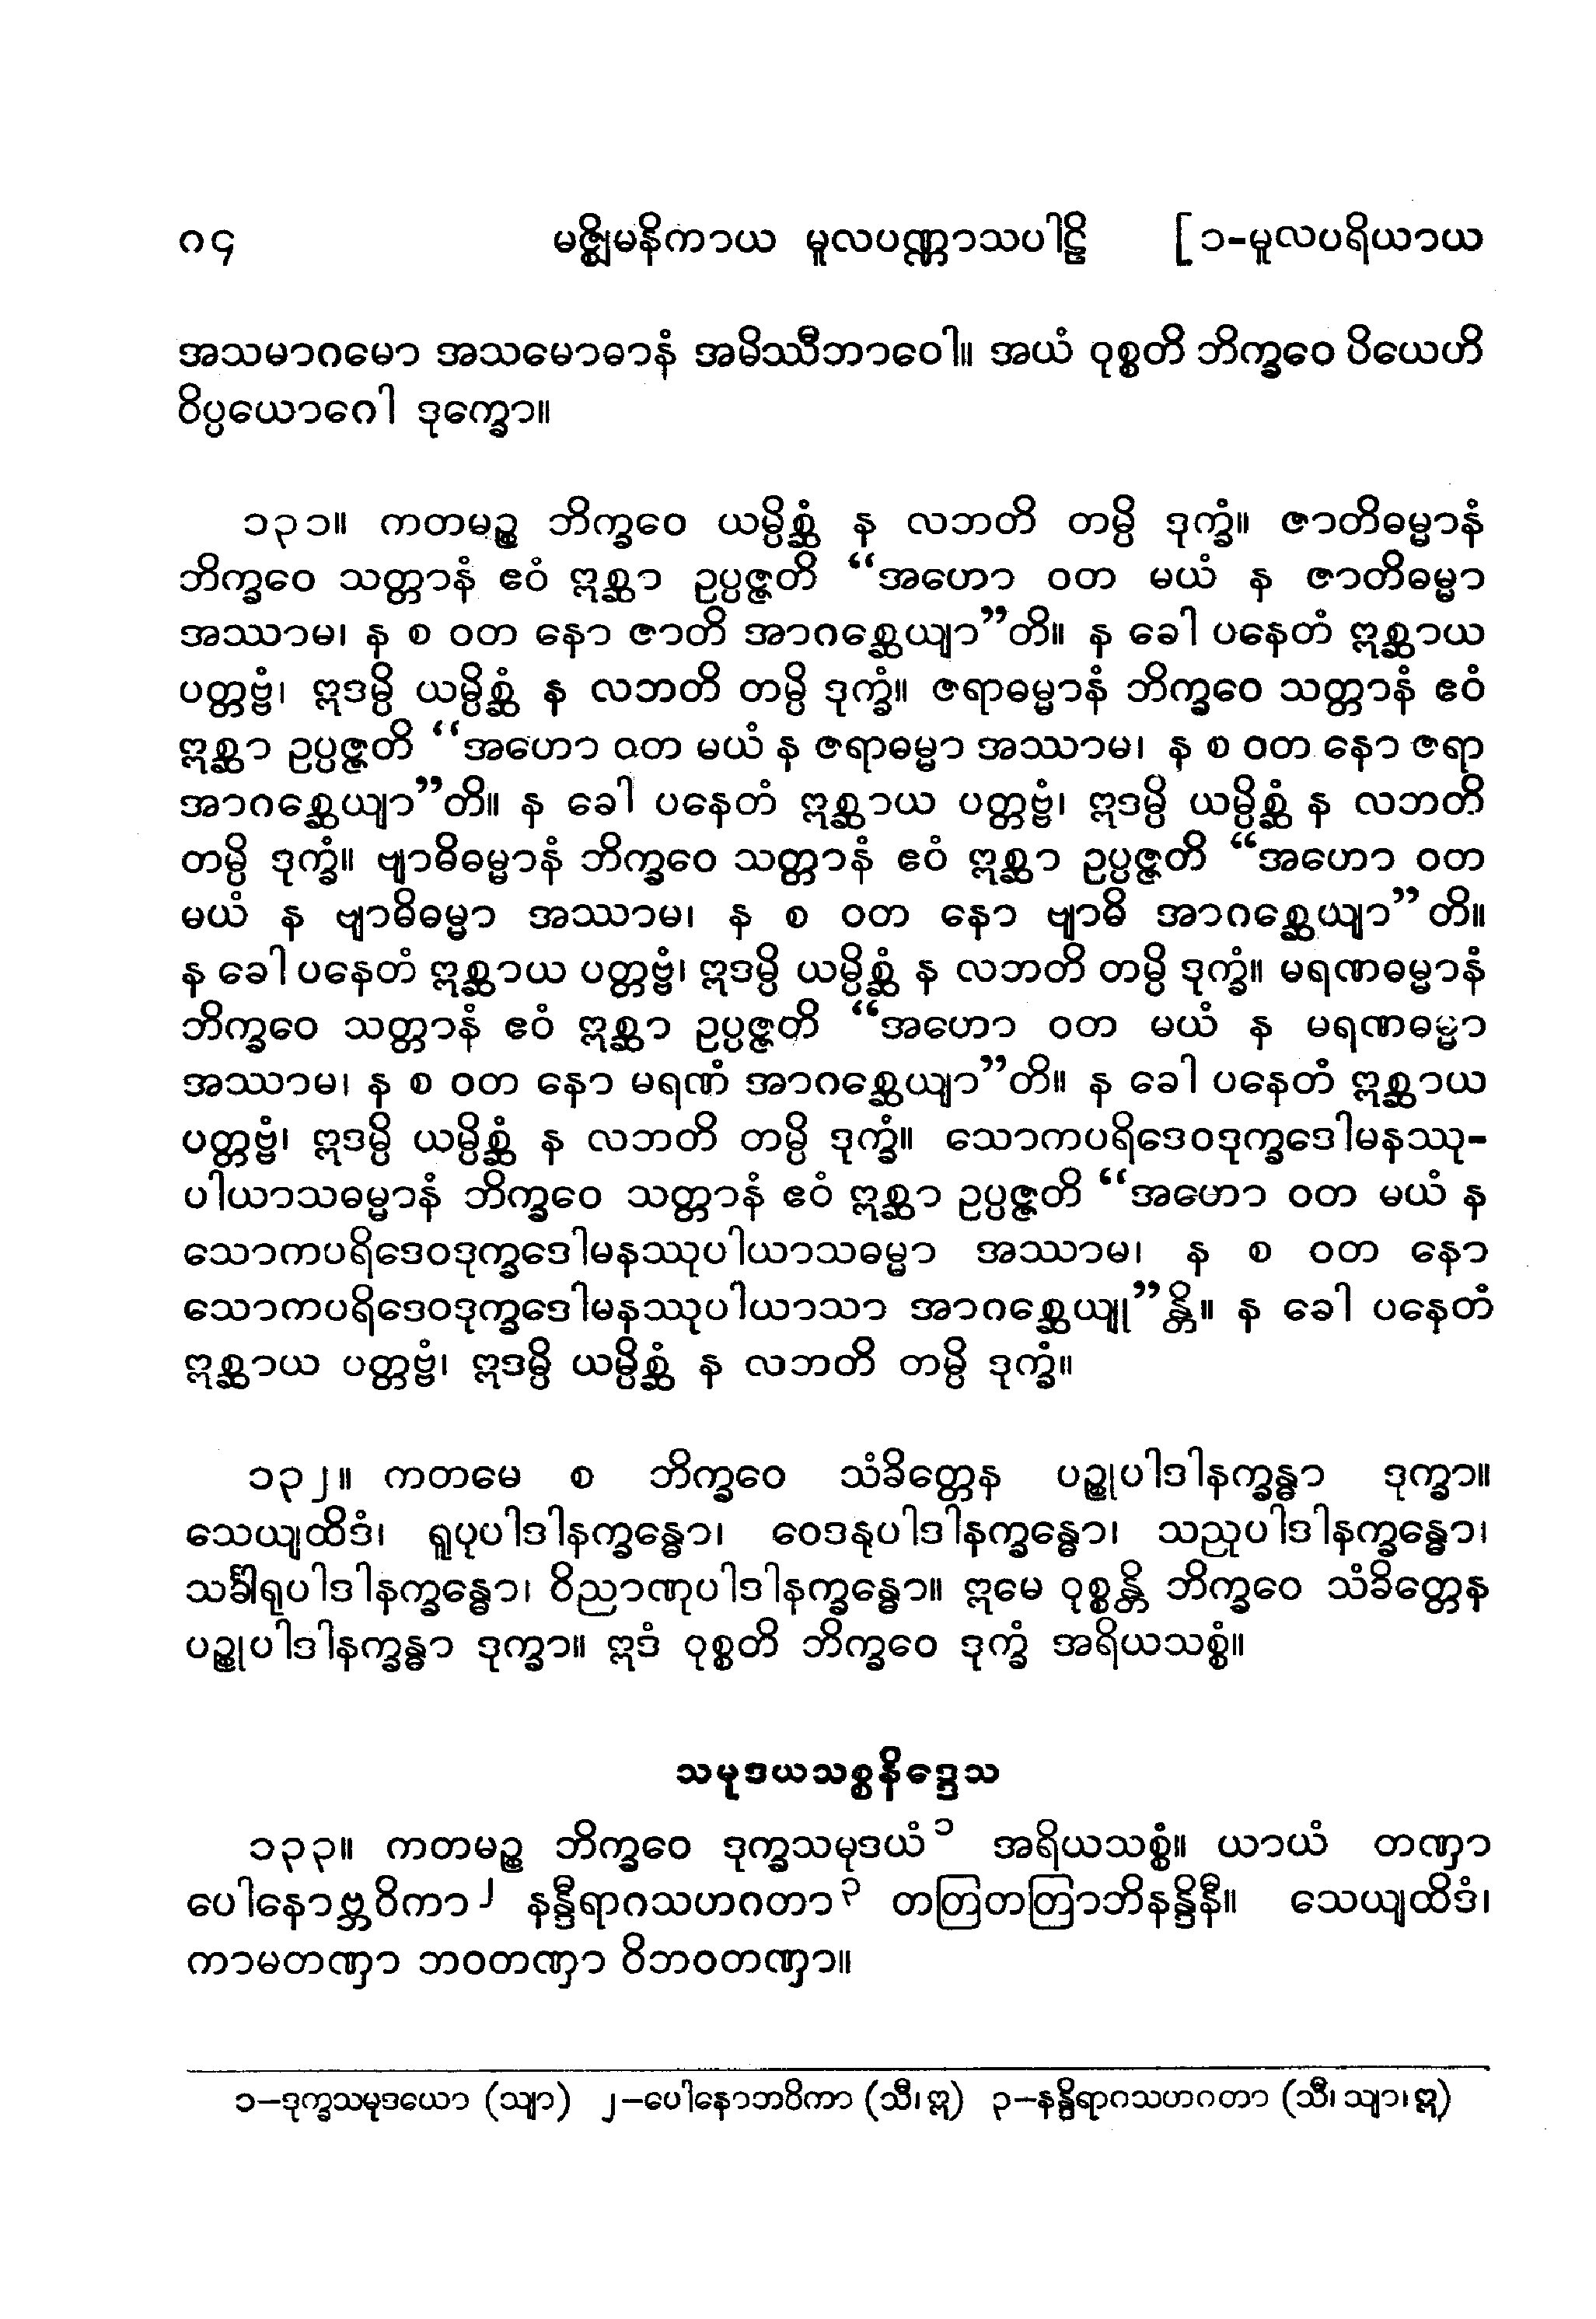 ၈၄ မဇ္ဈိမနိကာယ မူလပဏ္ဏာသပါဠိ [၁-မူလပရိယာယ
အသမာဂမော အသမောဓာနံ အမိဿီဘာဝေါ။ အယံ ဝုစ္စတိ ဘိက္ခဝေ ပိယေဟိ
ဝိပ္ပယောဂေါ ဒုက္ခော။
၁၃၁။ ကတမဉ္စ ဘိက္ခဝေ ယမ္ပိစ္ဆံ န လဘတိ တမ္ပိ ဒုက္ခံ။ ဇာတိဓမ္မာနံ
ဘိက္ခဝေ သတ္တာနံ ဧဝံ ဣစ္ဆာ ဥပ္ပဇ္ဇတိ “အဟော ဝတ မယံ န ဇာတိဓမ္မာ
အဿာမ၊ န စ ဝတ နော ဇာတိ အာဂစ္ဆေယျာ”တိ။ န ခေါ ပနေတံ ဣစ္ဆာယ
ပတ္တဗ္ဗံ၊ ဣဒမ္ပိ ယမ္ပိစ္ဆံ န လဘတိ တမ္ပိ ဒုက္ခံ။ ဇရာဓမ္မာနံ ဘိက္ခဝေ သတ္တာနံ ဧဝံ
ဣစ္ဆာ ဥပ္ပဇ္ဇတိ “အဟော ဝတ မယံ န ဇရာဓမ္မာ အဿာမ၊ န စ ဝတ နော ဇရာ
အာဂစ္ဆေယျာ”တိ။ န ခေါ ပနေတံ ဣစ္ဆာယ ပတ္တဗ္ဗံ၊ ဣဒမ္ပိ ယမ္ပိစ္ဆံ န လဘတိ
တမ္ပိ ဒုက္ခံ။ ဗျာဓိဓမ္မာနံ ဘိက္ခဝေ သတ္တာနံ ဧဝံ ဣစ္ဆာ ဥပ္ပဇ္ဇတိ “အဟော ဝတ
မယံ န ဗျာဓိဓမ္မာ အဿာမ၊ န စ ဝတ နော ဗျာဓိ အာဂစ္ဆေယျာ”တိ။
န ခေါ ပနေတံ ဣစ္ဆာယ ပတ္တဗ္ဗံ၊ ဣဒမ္ပိ ယမ္ပိစ္ဆံ န လဘတိ တမ္ပိ ဒုက္ခံ။ မရဏဓမ္မာနံ
ဘိက္ခဝေ သတ္တာနံ ဧဝံ ဣစ္ဆာ ဥပ္ပဇ္ဇတိ “အဟော ဝတ မယံ န မရဏဓမ္မာ
အဿာမ၊ န စ ဝတ နော မရဏံ အာဂစ္ဆေယျာ”တိ။ န ခေါ ပနေတံ ဣစ္ဆာယ
ပတ္တဗ္ဗံ၊ ဣဒမ္ပိ ယမ္ပိစ္ဆံ န လဘတိ တမ္ပိ ဒုက္ခံ။ သောကပရိဒေဝဒုက္ခဒေါမနဿု-
ပါယာသဓမ္မာနံ ဘိက္ခဝေ သတ္တာနံ ဧဝံ ဣစ္ဆာ ဥပ္ပဇ္ဇတိ “အဟော ဝတ မယံ န
သောကပရိဒေဝဒုက္ခဒေါမနဿုပါယာသဓမ္မာ အဿာမ၊ န စ ဝတ နော
သောကပရိဒေဝဒုက္ခဒေါမနဿုပါယာသာ အာဂစ္ဆေယျု”န္တိ။ န ခေါ ပနေတံ
ဣစ္ဆာယ ပတ္တဗ္ဗံ၊ ဣဒမ္ပိ ယမ္ပိစ္ဆံ န လဘတိ တမ္ပိ ဒုက္ခံ။
၁၃၂။ ကတမေ စ ဘိက္ခဝေ သံခိတ္တေန ပဉ္စုပါဒါနက္ခန္ဓာ ဒုက္ခာ။
သေယျထိဒံ၊ ရူပုပါဒါနက္ခန္ဓော၊ ဝေဒနုပါဒါနက္ခန္ဓော၊ သညုပါဒါနက္ခန္ဓော၊
သင်္ခါရုပါဒါနက္ခန္ဓော၊ ဝိညာဏုပါဒါနက္ခန္ဓော။ ဣမေ ဝုစ္စန္တိ ဘိက္ခဝေ သံခိတ္တေန
ပဉ္စုပါဒါနက္ခန္ဓာ ဒုက္ခာ။ ဣဒံ ဝုစ္စတိ ဘိက္ခဝေ ဒုက္ခံ အရိယသစ္စံ။
သမုဒယသစ္စနိဒ္ဒေသ
၁၃၃။ ကတမဉ္စ ဘိက္ခဝေ ဒုက္ခသမုဒယံ၁ အရိယသစ္စံ။ ယာယံ တဏှာ
ပေါနောဗ္ဘဝိကာ၂ နန္ဒီရာဂသဟဂတာ၃ တတြတတြာဘိနန္ဒိနီ။ သေယျထိဒံ၊
ကာမတဏှာ ဘဝတဏှာ ဝိဘဝတဏှာ။
၁–ဒုက္ခသမုဒယော (သျာ) ၂–ပေါနောဘဝိကာ (သီ၊ ဣ) ၃–နန္ဒိရာဂသဟဂတာ (သီ၊ သျာ၊ ဣ)